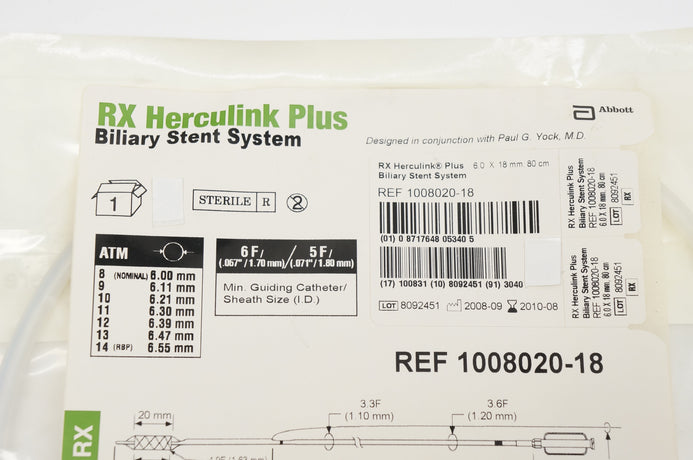 RX Herculink Plus
Biliary Stent System
Abbott
Designed in conjunction with Paul G. Yock, M.D.
1
STERILE R
2
RX Herculink® Plus 6.0 X 18 mm. 80 cm
Biliary Stent System
REF 1008020-18
(01) 0 8717648 05340 5
(17) 100831 (10) 8092451 (91) 3040
LOT 8092451 2008-09 2010-08
RX Herculink Plus
Biliary Stent System
REF 1008020-18
6.0 X 18 mm. 80 cm
LOT 8092451
RX
RX Herculink Plus
Biliary Stent System
REF 1008020-18
6.0 X 18 mm. 80 cm
LOT 8092451
RX
ATM
8 (NOMINAL) 6.00 mm
9 6.11 mm
10 6.21 mm
11 6.30 mm
12 6.39 mm
13 6.47 mm
14 (RBP) 6.55 mm
6F/ 5F/
(.067" / 1.70 mm)/(.071" / 1.80 mm)
Min. Guiding Catheter/
Sheath Size (I.D.)
REF 1008020-18
RX
20 mm
3.3F
(1.10 mm)
3.6F
(1.20 mm)